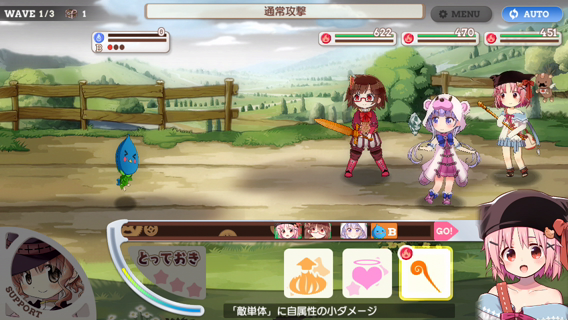 WAVE 1/3 1
通常攻撃
MENU
AUTO
0
B
622
470
451
B
GO!
とっておき
SUPPORT
「敵単体」に自属性の小ダメージ